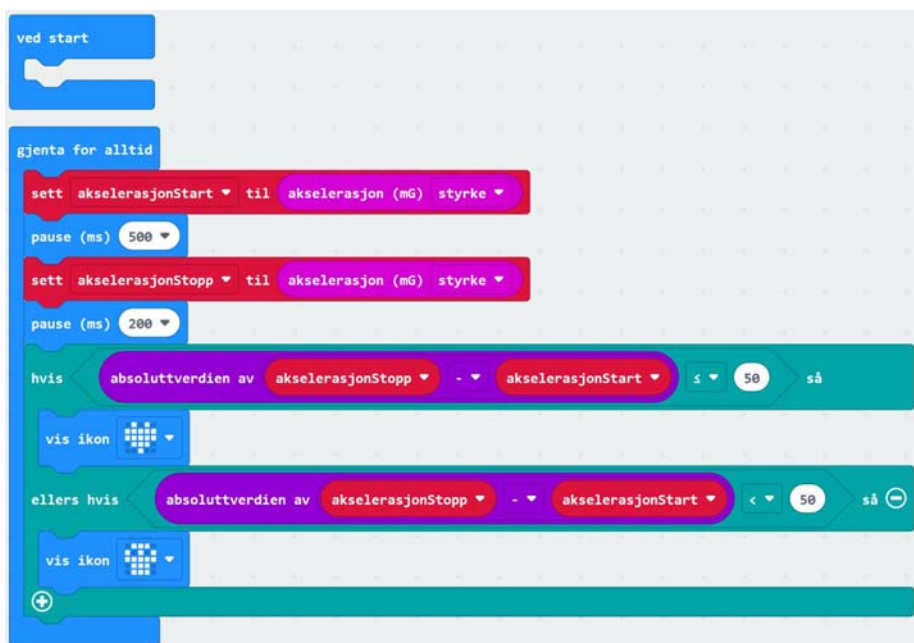 ved start
gjenta for alltid
sett akselerasjonStart til akselerasjon (mG) styrke
pause (ms) 500
sett akselerasjonStopp til akselerasjon (mG) styrke
pause (ms) 200
hvis absoluttverdien av akselerasjonStopp - akselerasjonStart ≤ 50 så
vis ikon
ellers hvis absoluttverdien av akselerasjonStopp - akselerasjonStart < 50 så
vis ikon